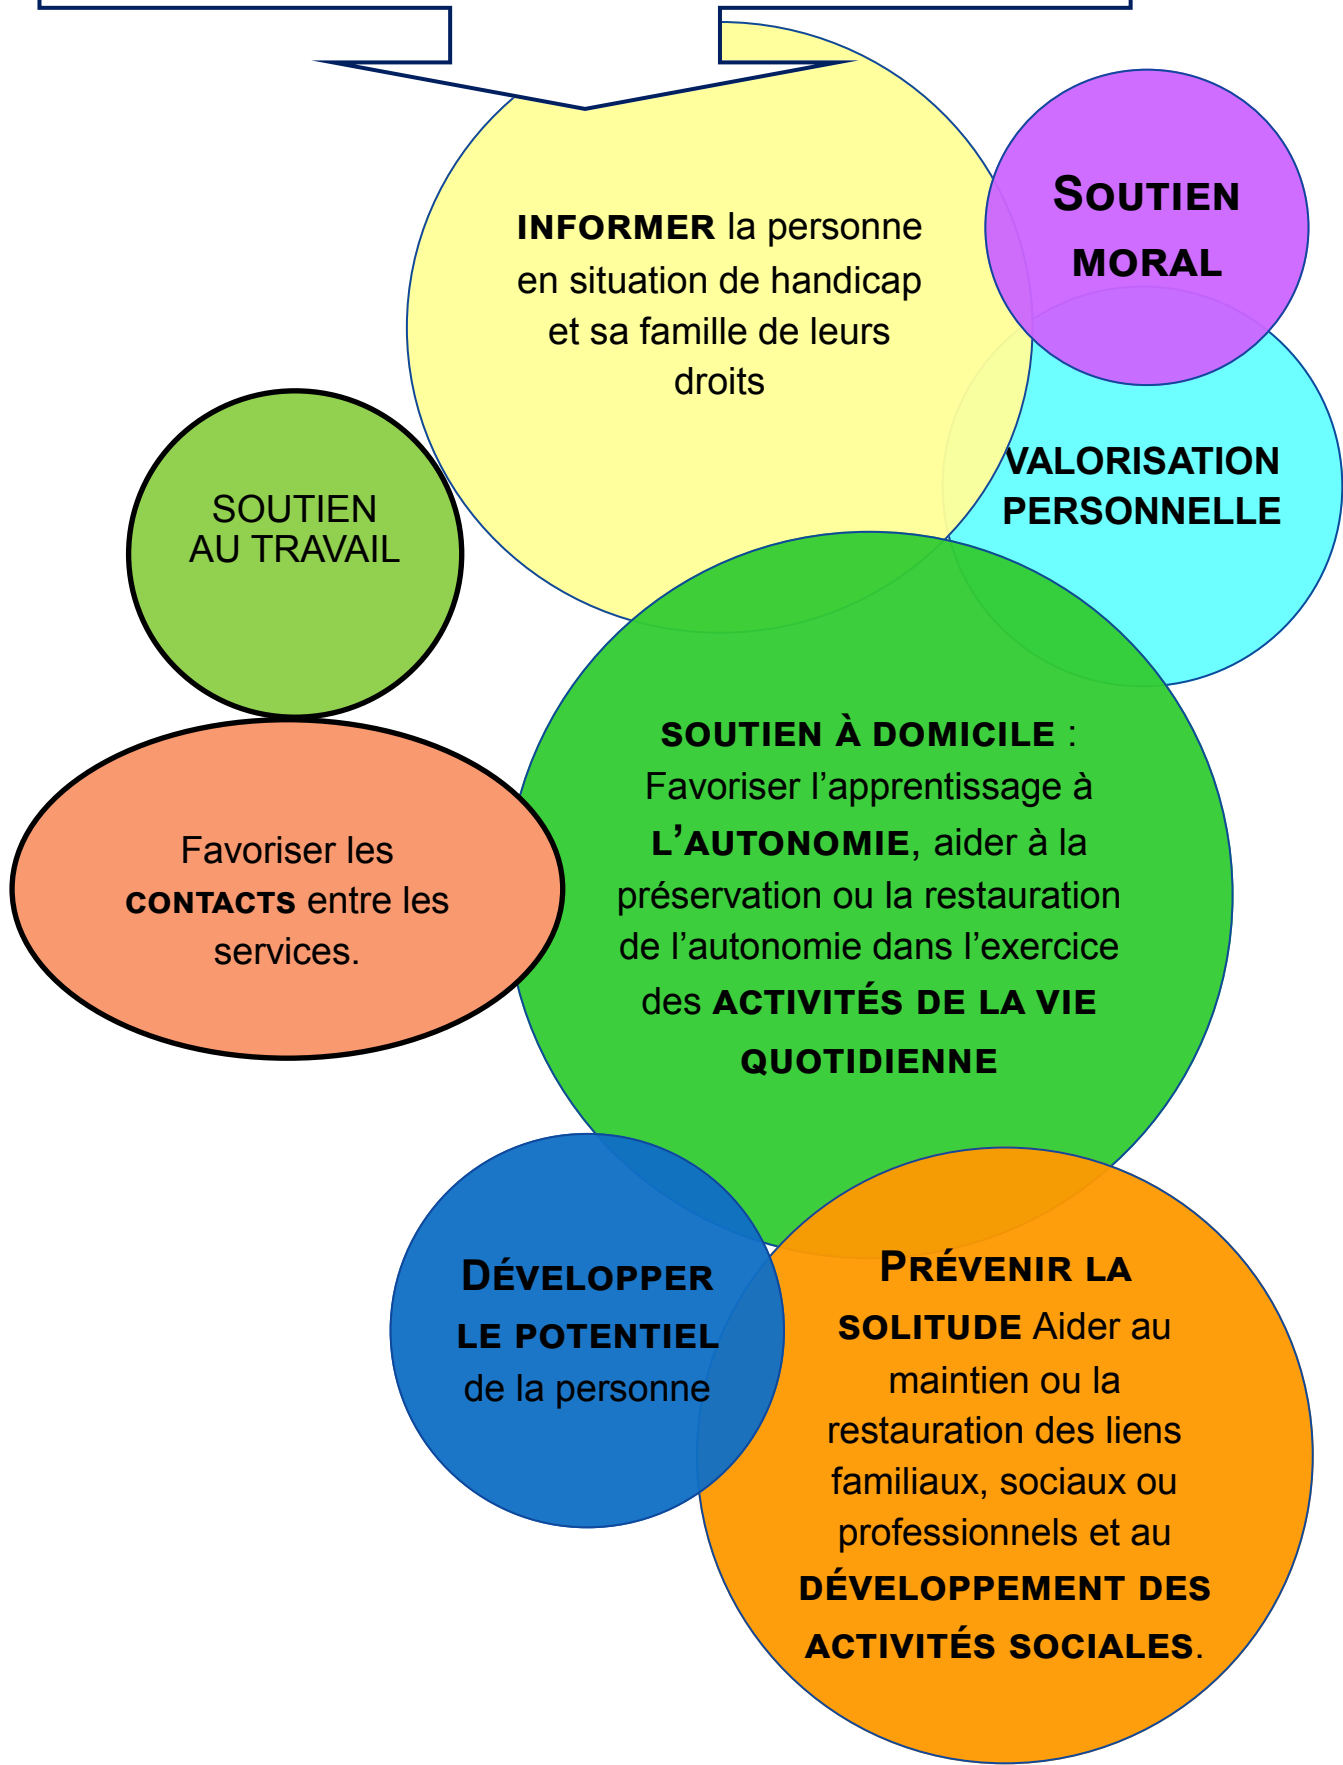 INFORMER la personne
en situation de handicap
et sa famille de leurs
droits
SOUTIEN
MORAL
VALORISATION
PERSONNELLE
SOUTIEN
AU TRAVAIL
SOUTIEN À DOMICILE :
Favoriser l’apprentissage à
L’AUTONOMIE, aider à la
préservation ou la restauration
de l’autonomie dans l’exercice
des ACTIVITÉS DE LA VIE
QUOTIDIENNE
Favoriser les
CONTACTS entre les
services.
DÉVELOPPER
LE POTENTIEL
de la personne
PRÉVENIR LA
SOLITUDE Aider au
maintien ou la
restauration des liens
familiaux, sociaux ou
professionnels et au
DÉVELOPPEMENT DES
ACTIVITÉS SOCIALES.